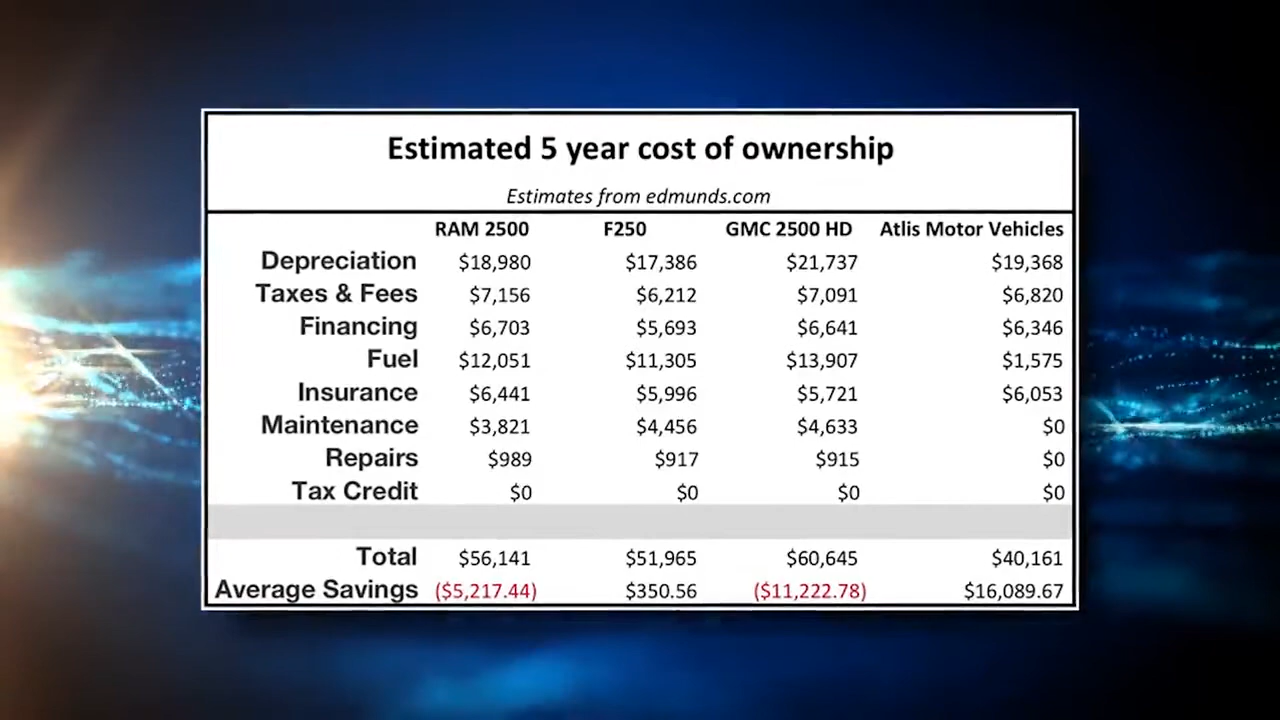 Estimated 5 year cost of ownership
Estimates from edmunds.com
RAM 2500 F250 GMC 2500 HD Atlis Motor Vehicles
Depreciation $18,980 $17,386 $21,737 $19,368
Taxes & Fees $7,156 $6,212 $7,091 $6,820
Financing $6,703 $5,693 $6,641 $6,346
Fuel $12,051 $11,305 $13,907 $1,575
Insurance $6,441 $5,996 $5,721 $6,053
Maintenance $3,821 $4,456 $4,633 $0
Repairs $989 $917 $915 $0
Tax Credit $0 $0 $0 $0
Total $56,141 $51,965 $60,645 $40,161
Average Savings ($5,217.44) $350.56 ($11,222.78) $16,089.67